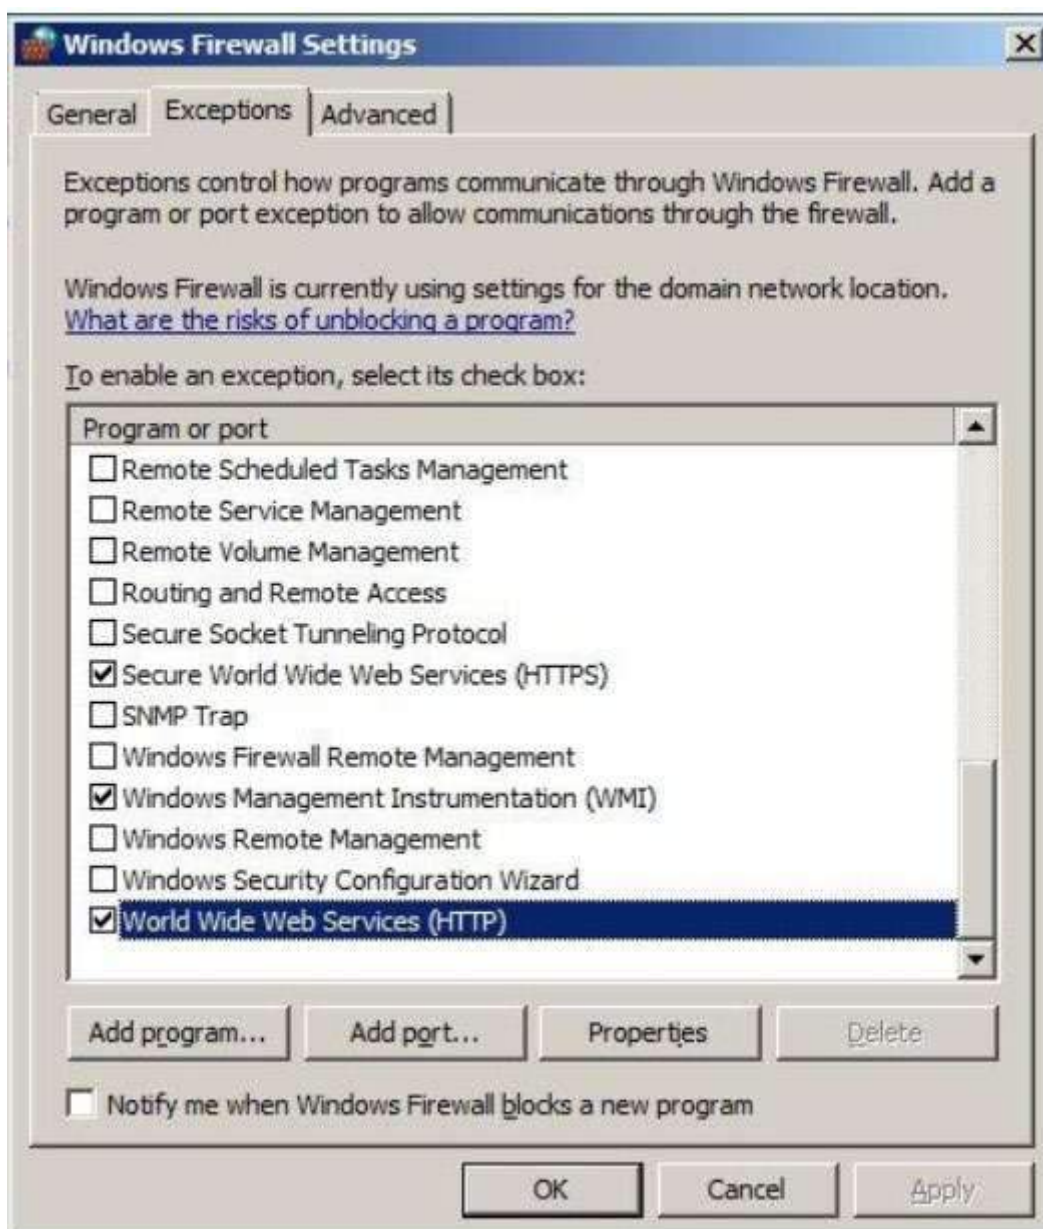 Windows Firewall Settings
General
Exceptions
Advanced
Exceptions control how programs communicate through Windows Firewall. Add a
program or port exception to allow communications through the firewall.
Windows Firewall is currently using settings for the domain network location.
What are the risks of unblocking a program?
To enable an exception, select its check box:
Program or port
Remote Scheduled Tasks Management
Remote Service Management
Remote Volume Management
Routing and Remote Access
Secure Socket Tunneling Protocol
Secure World Wide Web Services (HTTPS)
SNMP Trap
Windows Firewall Remote Management
Windows Management Instrumentation (WMI)
Windows Remote Management
Windows Security Configuration Wizard
World Wide Web Services (HTTP)
Add program...
Add port...
Properties
Delete
Notify me when Windows Firewall blocks a new program
OK
Cancel
Apply